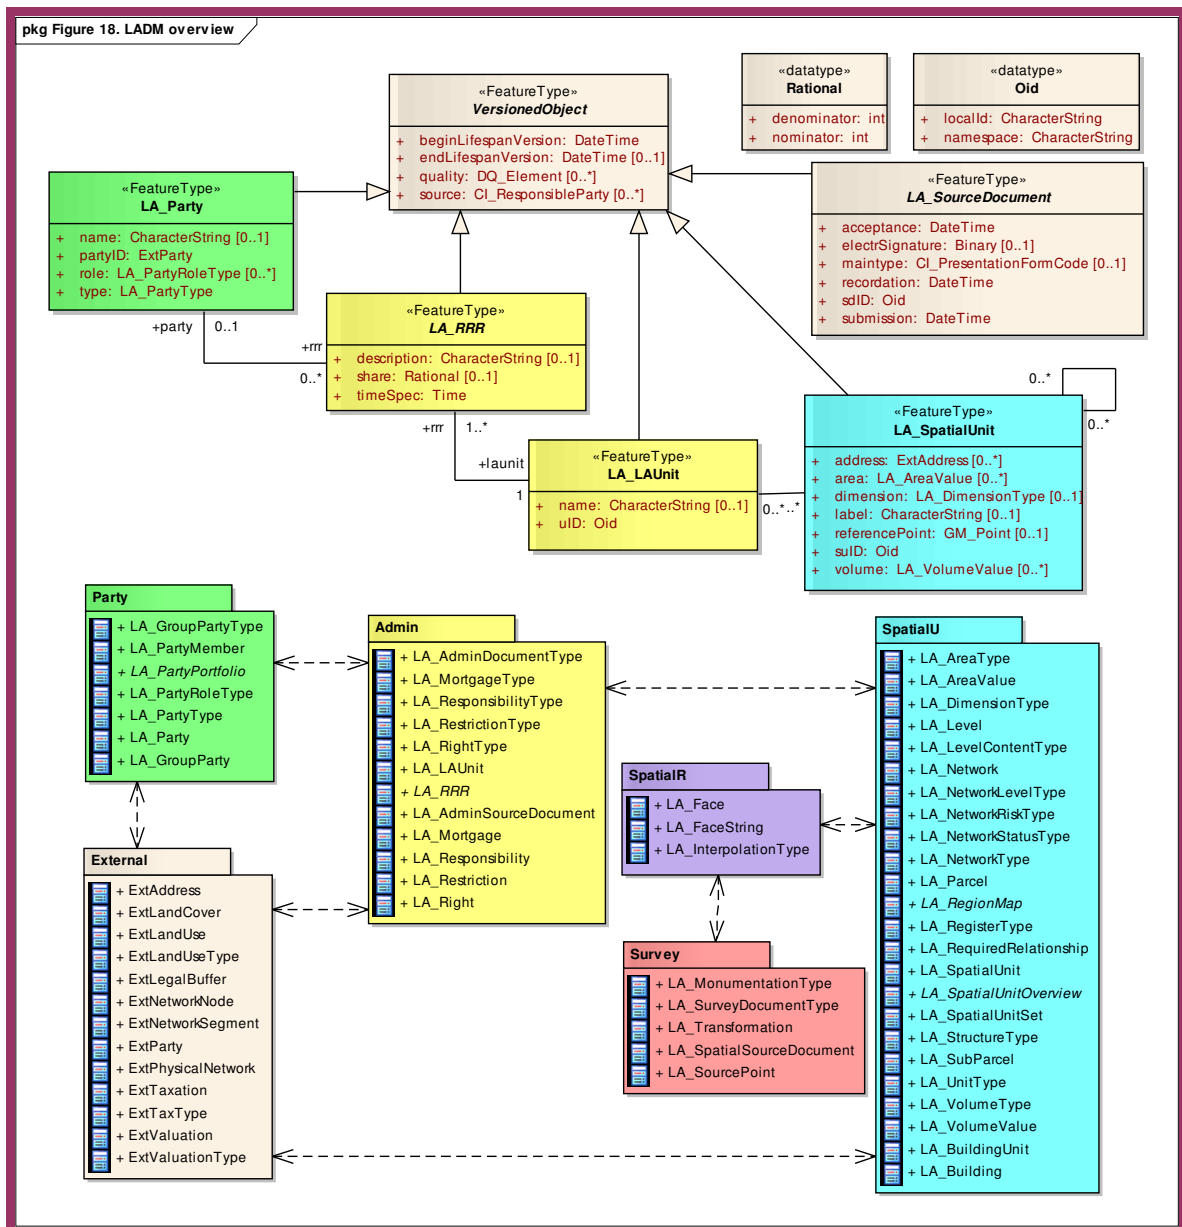 pkg Figure 18. LADM overview
«FeatureType»
VersionedObject
+ beginLifespanVersion: DateTime
+ endLifespanVersion: DateTime [0..1]
+ quality: DQ_Element [0..*]
+ source: CI_ResponsibleParty [0..*]
«datatype»
Rational
+ denominator: int
+ nominator: int
«datatype»
Oid
+ localId: CharacterString
+ namespace: CharacterString
«FeatureType»
LA_Party
+ name: CharacterString [0..1]
+ partyID: ExtParty
+ role: LA_PartyRoleType [0..*]
+ type: LA_PartyType
«FeatureType»
LA_SourceDocument
+ acceptance: DateTime
+ electrSignature: Binary [0..1]
+ maintype: CI_PresentationFormCode [0..1]
+ recordation: DateTime
+ sdID: Oid
+ submission: DateTime
+party 0..1
+rrr
0..*
«FeatureType»
LA_RRR
+ description: CharacterString [0..1]
+ share: Rational [0..1]
+ timeSpec: Time
+rrr 1..*
+launit
1
«FeatureType»
LA_LAUnit
+ name: CharacterString [0..1]
+ uID: Oid
0..* ..*
0..*
0..*
«FeatureType»
LA_SpatialUnit
+ address: ExtAddress [0..*]
+ area: LA_AreaValue [0..*]
+ dimension: LA_DimensionType [0..1]
+ label: CharacterString [0..1]
+ referencePoint: GM_Point [0..1]
+ suID: Oid
+ volume: LA_VolumeValue [0..*]
Party
+ LA_GroupPartyType
+ LA_PartyMember
+ LA_PartyPortfolio
+ LA_PartyRoleType
+ LA_PartyType
+ LA_Party
+ LA_GroupParty
Admin
+ LA_AdminDocumentType
+ LA_MortgageType
+ LA_ResponsibilityType
+ LA_RestrictionType
+ LA_RightType
+ LA_LAUnit
+ LA_RRR
+ LA_AdminSourceDocument
+ LA_Mortgage
+ LA_Responsibility
+ LA_Restriction
+ LA_Right
SpatialU
+ LA_AreaType
+ LA_AreaValue
+ LA_DimensionType
+ LA_Level
+ LA_LevelContentType
+ LA_Network
+ LA_NetworkLevelType
+ LA_NetworkRiskType
+ LA_NetworkStatusType
+ LA_NetworkType
+ LA_Parcel
+ LA_RegionMap
+ LA_RegisterType
+ LA_RequiredRelationship
+ LA_SpatialUnit
+ LA_SpatialUnitOverview
+ LA_SpatialUnitSet
+ LA_StructureType
+ LA_SubParcel
+ LA_UnitType
+ LA_VolumeType
+ LA_VolumeValue
+ LA_BuildingUnit
+ LA_Building
SpatialR
+ LA_Face
+ LA_FaceString
+ LA_InterpolationType
External
+ ExtAddress
+ ExtLandCover
+ ExtLandUse
+ ExtLandUseType
+ ExtLegalBuffer
+ ExtNetworkNode
+ ExtNetworkSegment
+ ExtParty
+ ExtPhysicalNetwork
+ ExtTaxation
+ ExtTaxType
+ ExtValuation
+ ExtValuationType
Survey
+ LA_MonumentationType
+ LA_SurveyDocumentType
+ LA_Transformation
+ LA_SpatialSourceDocument
+ LA_SourcePoint